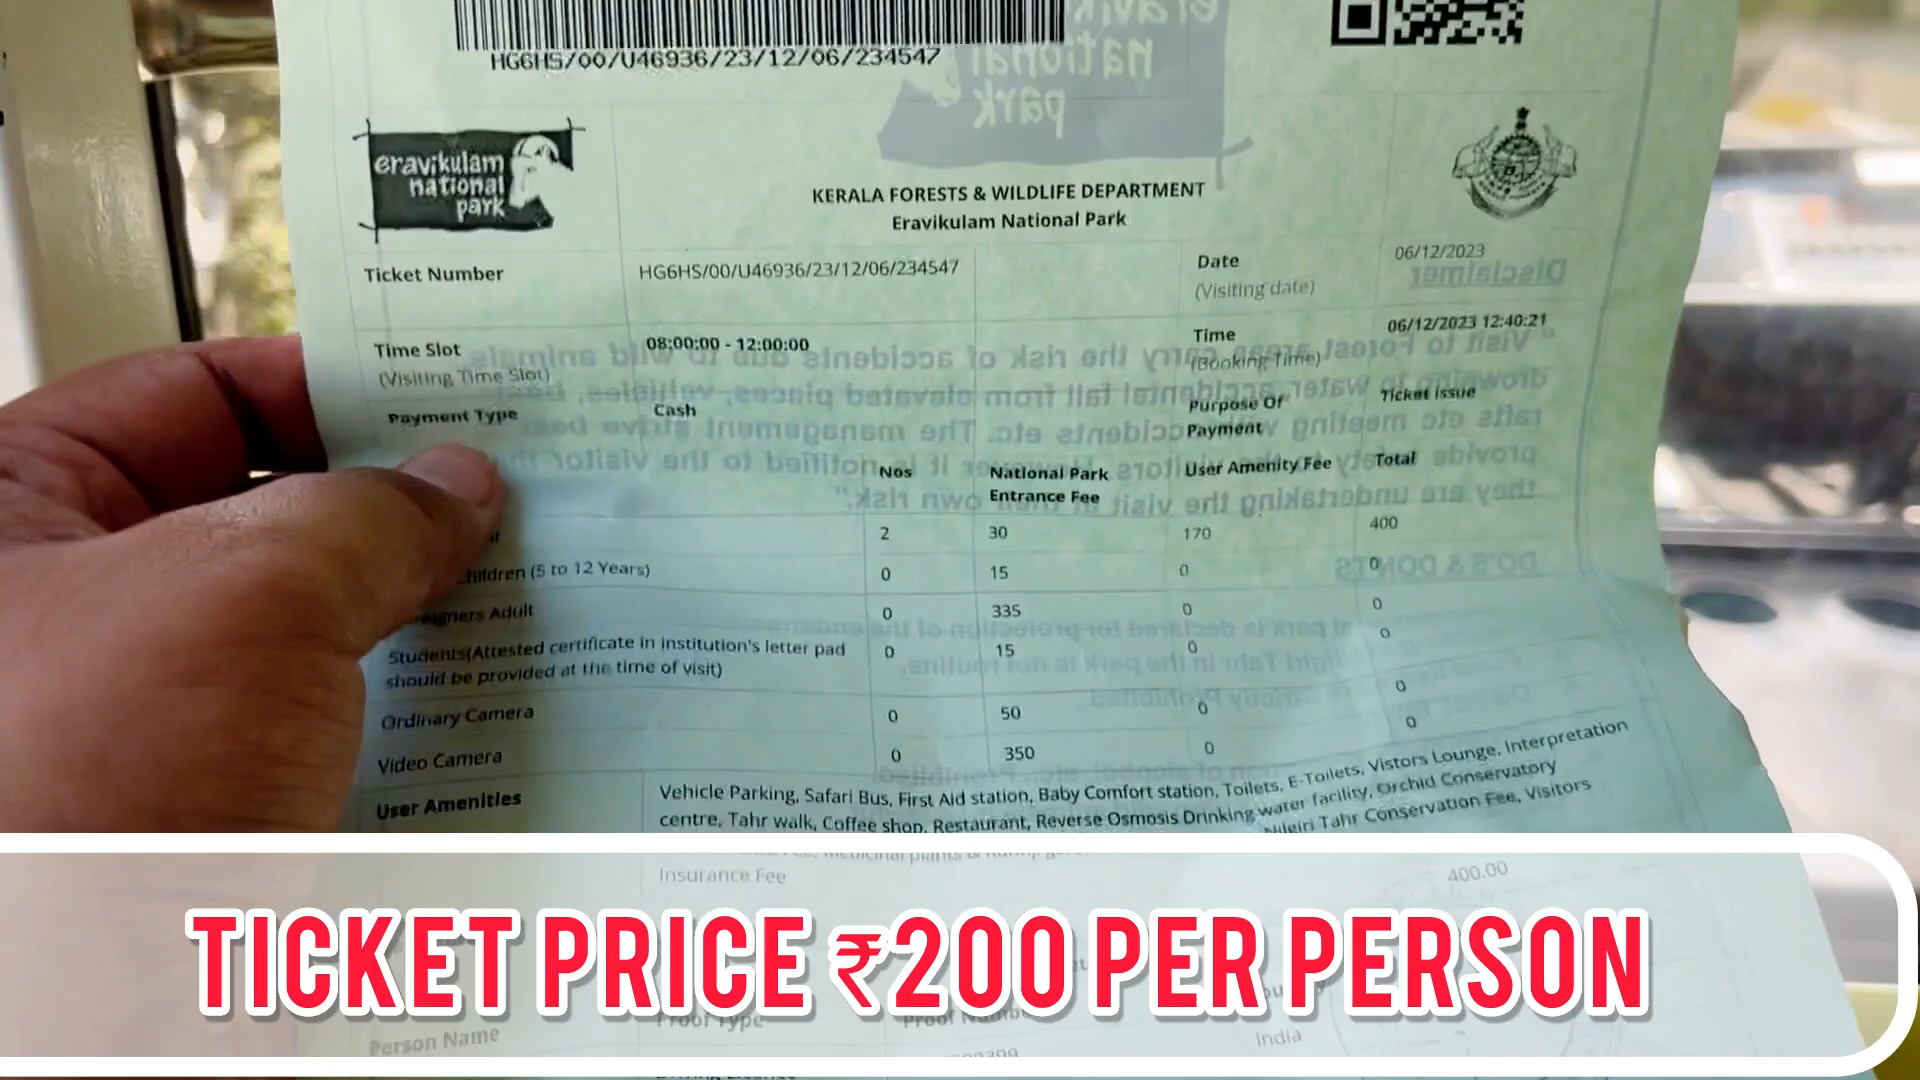 HG6HS/00/U46936/23/12/06/234547
eravikulam
national
park
KERALA FORESTS & WILDLIFE DEPARTMENT
Eravikulam National Park
Ticket Number HG6HS/00/U46936/23/12/06/234547 Date 06/12/2023
(Visiting date)
Time Slot 08:00:00 - 12:00:00 Time 06/12/2023 12:40:21
(Visiting Time Slot) (Booking Time)
Payment Type Cash Purpose Of Ticket issue
Payment
Nos National Park User Amenity Fee Total
Entrance Fee
2 30 170 400
Children (5 to 12 Years) 0 15 0 0
Adult 0 335 0 0
Students(Attested certificate in institution's letter pad 0 15 0 0
should be provided at the time of visit)
Ordinary Camera 0 50 0 0
Video Camera 0 350 0 0
User Amenities Vehicle Parking, Safari Bus, First Aid station, Baby Comfort station, Toilets, E-Toilets, Vistors Lounge, Interpretation
centre, Tahr walk, Coffee shop, Restaurant, Reverse Osmosis Drinking water facility, Orchid Conservatory
Nilgiri Tahr Conservation Fee, Visitors
Insurance Fee 400.00
TICKET PRICE ₹200 PER PERSON
Person Name Proof Type Proof India